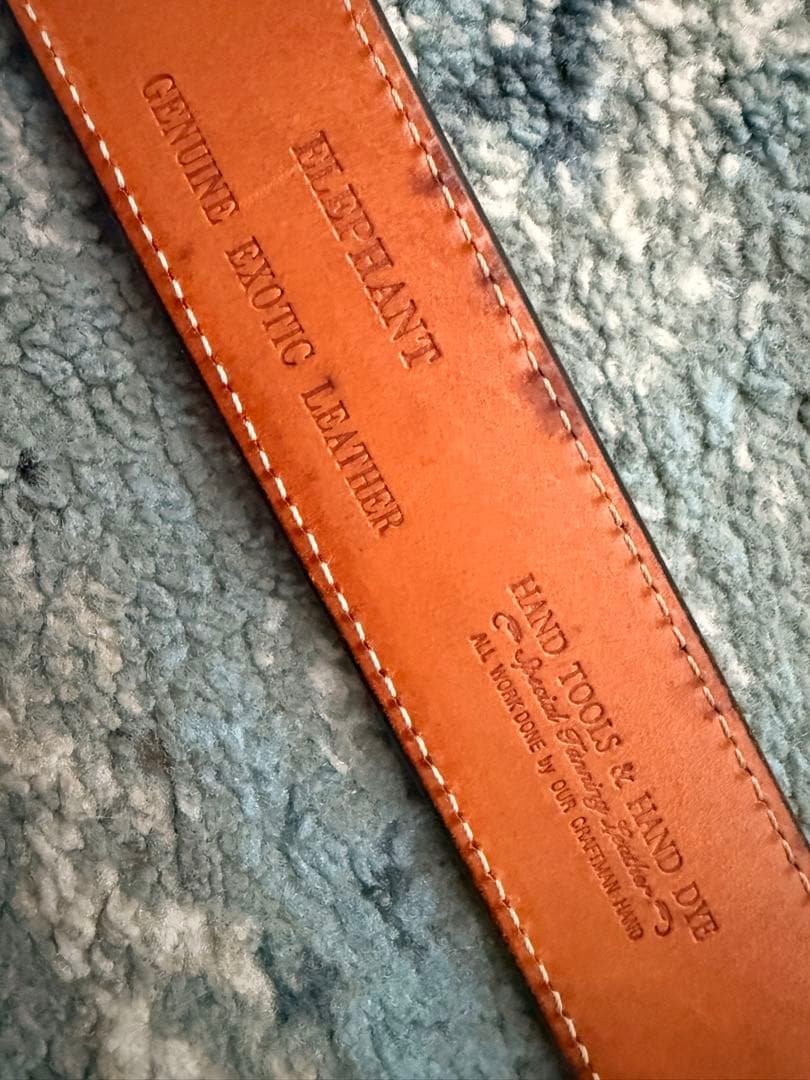 ELEPHANT
GENUINE EXOTIC LEATHER
HAND TOOLS & HAND DYE
Special Tanning Leather
ALL WORK DONE by OUR CRAFTMAN HAND